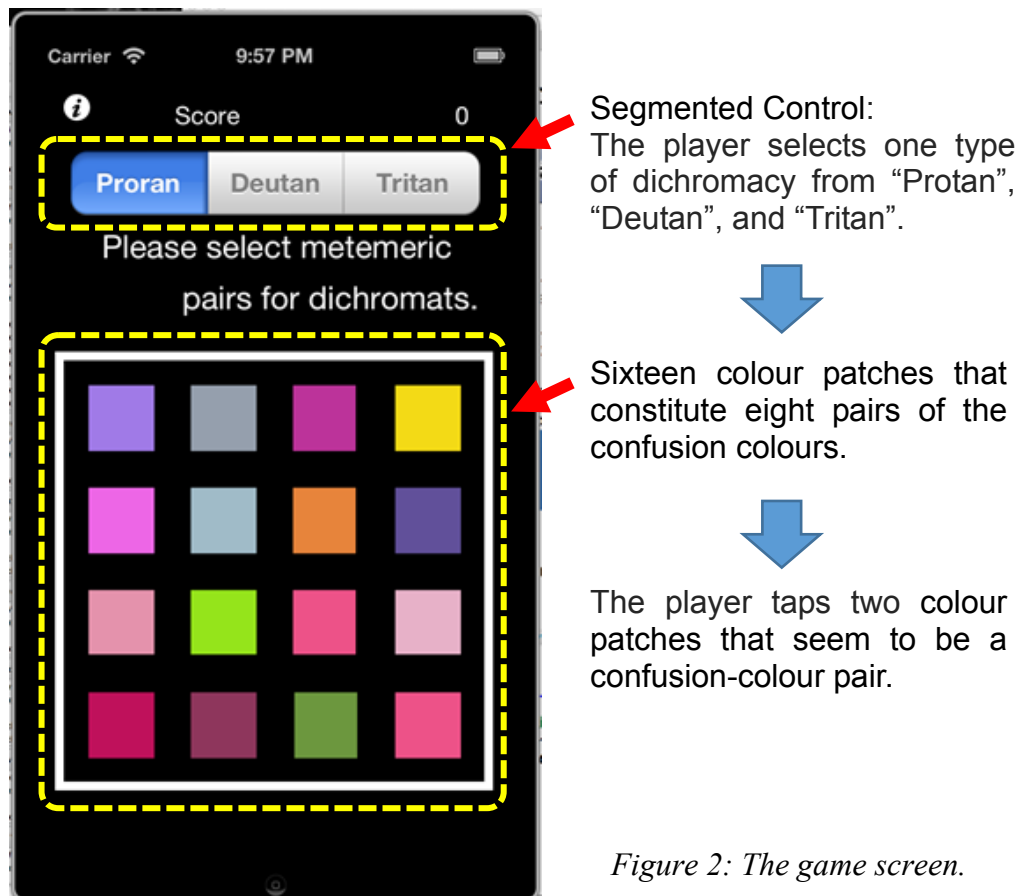 Carrier 9:57 PM
i Score 0
Proran Deutan Tritan
Please select metemeric
pairs for dichromats.
Segmented Control:
The player selects one type
of dichromacy from “Protan”,
“Deutan”, and “Tritan”.
Sixteen colour patches that
constitute eight pairs of the
confusion colours.
The player taps two colour
patches that seem to be a
confusion-colour pair.
Figure 2: The game screen.